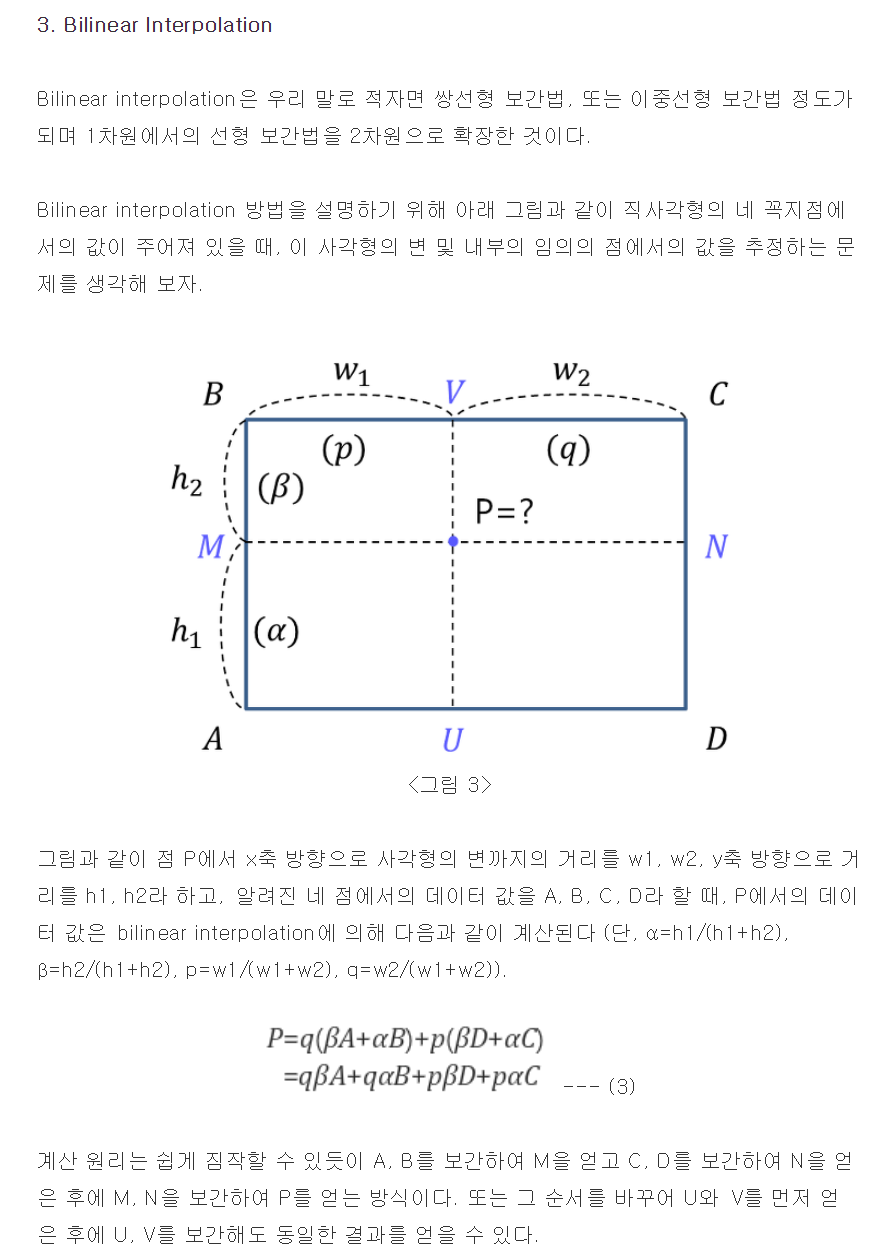 3. Bilinear Interpolation
Bilinear interpolation은 우리 말로 적자면 쌍선형 보간법, 또는 이중선형 보간법 정도가
되며 1차원에서의 선형 보간법을 2차원으로 확장한 것이다.
Bilinear interpolation 방법을 설명하기 위해 아래 그림과 같이 직사각형의 네 꼭지점에
서의 값이 주어져 있을 때, 이 사각형의 변 및 내부의 임의의 점에서의 값을 추정하는 문
제를 생각해 보자.
w₁ w₂
B V C
(p) (q)
h₂ (β)
P=?
M N
h₁ (α)
A U D
<그림 3>
그림과 같이 점 P에서 x축 방향으로 사각형의 변까지의 거리를 w1, w2, y축 방향으로 거
리를 h1, h2라 하고, 알려진 네 점에서의 데이터 값을 A, B, C, D라 할 때, P에서의 데이
터 값은 bilinear interpolation에 의해 다음과 같이 계산된다 (단, α=h1/(h1+h2),
β=h2/(h1+h2), p=w1/(w1+w2), q=w2/(w1+w2)).
P=q(βA+αB)+p(βD+αC)
=qβA+qαB+pβD+pαC --- (3)
계산 원리는 쉽게 짐작할 수 있듯이 A, B를 보간하여 M을 얻고 C, D를 보간하여 N을 얻
은 후에 M, N을 보간하여 P를 얻는 방식이다. 또는 그 순서를 바꾸어 U와 V를 먼저 얻
은 후에 U, V를 보간해도 동일한 결과를 얻을 수 있다.